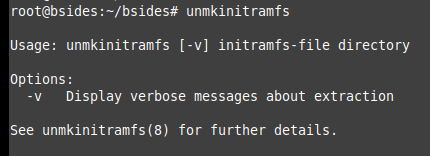 root@bsides:~/bsides# unmkinitramfs
Usage: unmkinitramfs [-v] initramfs-file directory
Options:
-v Display verbose messages about extraction
See unmkinitramfs(8) for further details.